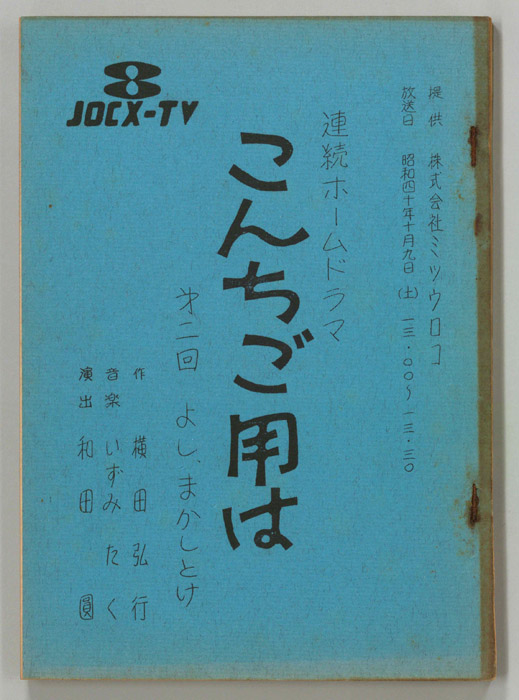 JOCX-TV
提供 株式会社ミツウロコ
放送日 昭和四十年十月九日(土) 一三・〇〇~一三・三〇
連続ホームドラマ
こんちご用は
第二回 よし、まかしとけ
作 横田弘行
音楽 いずみたく
演出 和田圓